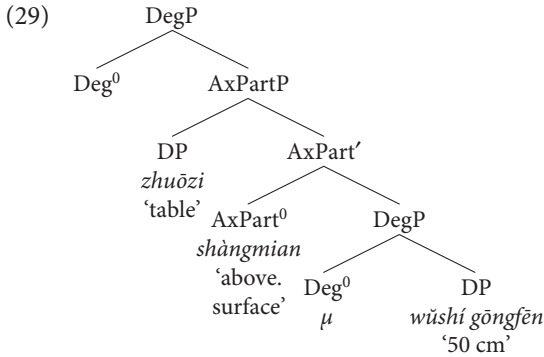 (29) DegP
Deg⁰ AxPartP
DP AxPart′
zhuōzi
‘table’ AxPart⁰ DegP
shàngmian
‘above. Deg⁰ DP
surface’ μ wǔshí gōngfēn
‘50 cm’